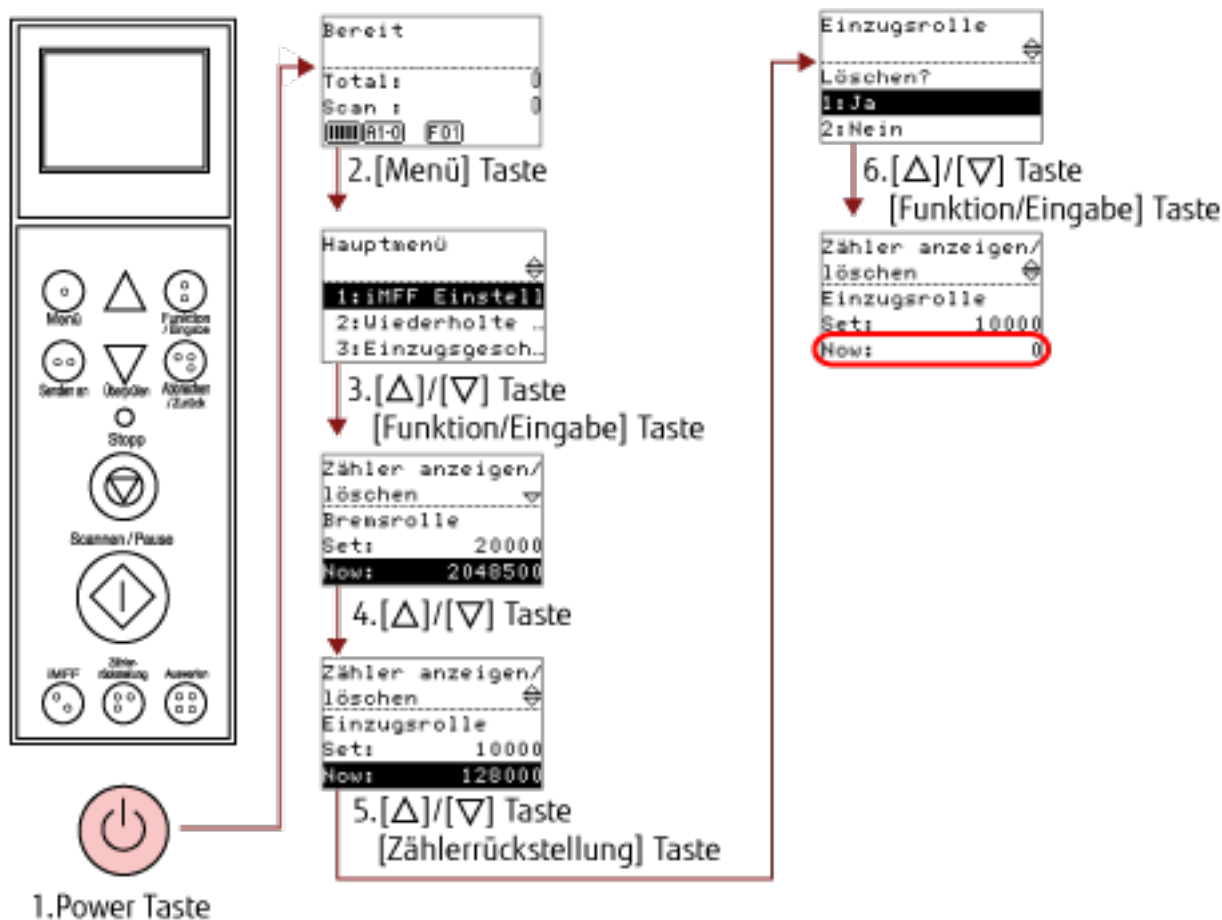 Menü
Funktion
/ Eingabe
Senden an
Überprüfen
Abbrechen
/ Zurück
Stopp
Scannen / Pause
iMFF
Zähler-
rückstellung
Auswerfen
1.Power Taste
Bereit
Total: 0
Scan : 0
A1-0 F01
2.[Menü] Taste
Hauptmenü
1:iMFF Einstell
2:Wiederholte ..
3:Einzugsgesch..
3.[△]/[▽] Taste
[Funktion/Eingabe] Taste
Zähler anzeigen/
löschen
Bremsrolle
Set: 20000
Now: 2048500
4.[△]/[▽] Taste
Zähler anzeigen/
löschen
Einzugsrolle
Set: 10000
Now: 128000
5.[△]/[▽] Taste
[Zählerrückstellung] Taste
Einzugsrolle
Löschen?
1:Ja
2:Nein
6.[△]/[▽] Taste
[Funktion/Eingabe] Taste
Zähler anzeigen/
löschen
Einzugsrolle
Set: 10000
Now: 0